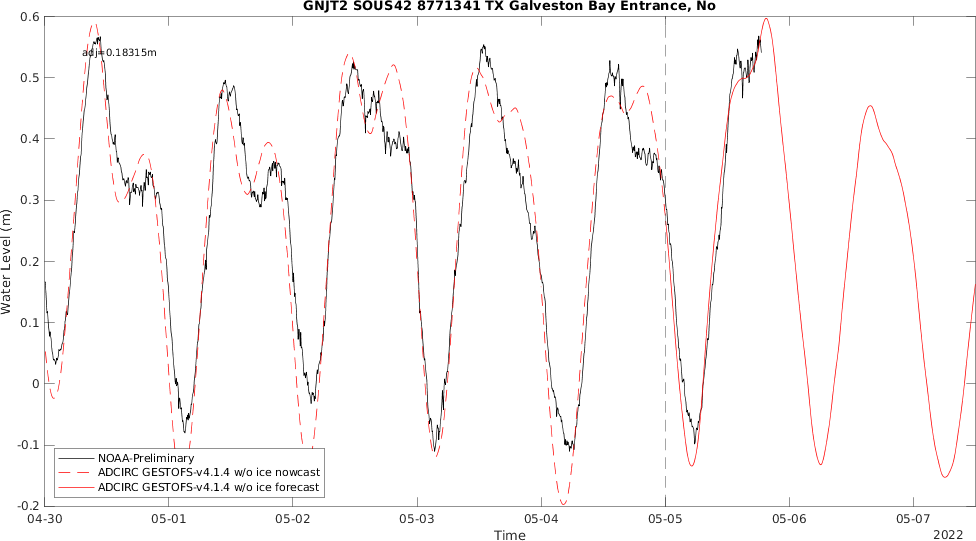 GNJT2 SOUS42 8771341 TX Galveston Bay Entrance, No
0.6
adj=0.18315m
0.5
0.4
0.3
0.2
0.1
0
-0.1
-0.2
Water Level (m)
NOAA-Preliminary
ADCIRC GESTOFS-v4.1.4 w/o ice nowcast
ADCIRC GESTOFS-v4.1.4 w/o ice forecast
04-30 05-01 05-02 05-03 05-04 05-05 05-06 05-07
Time
2022